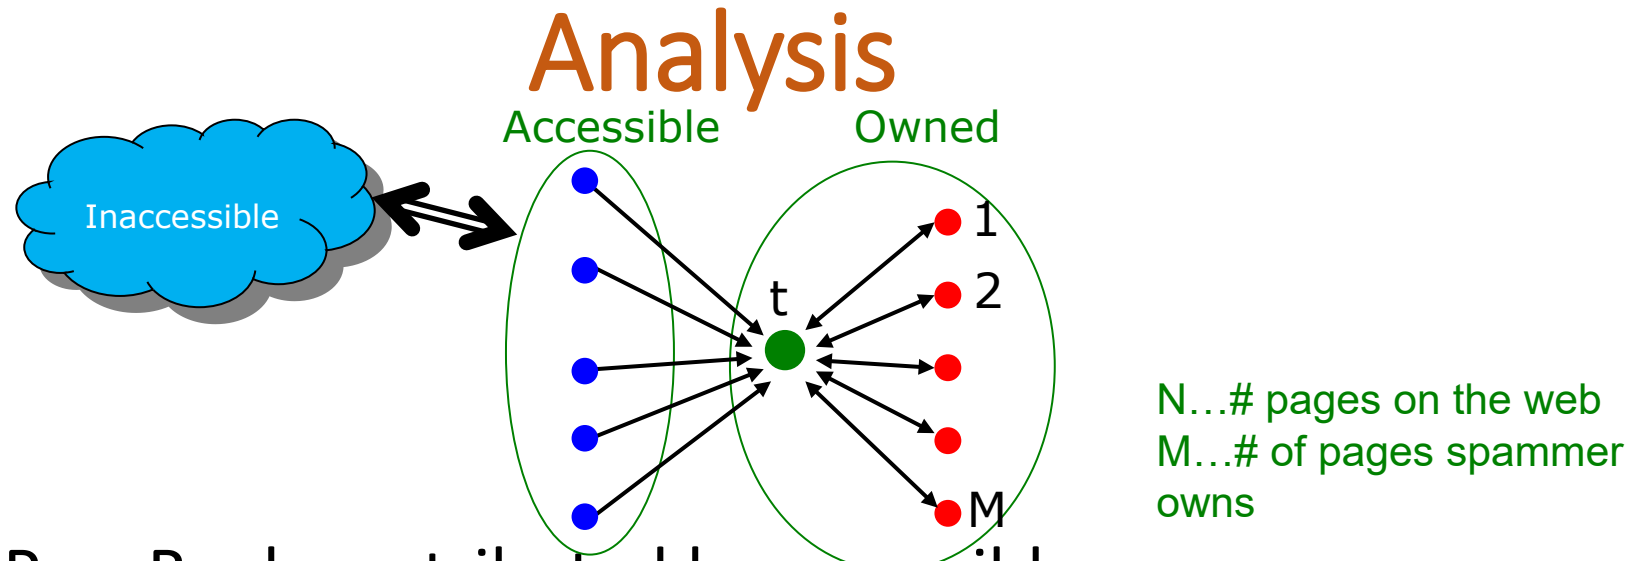 Analysis
Accessible Owned
Inaccessible
1
t
2
N…# pages on the web
M…# of pages spammer
owns
M